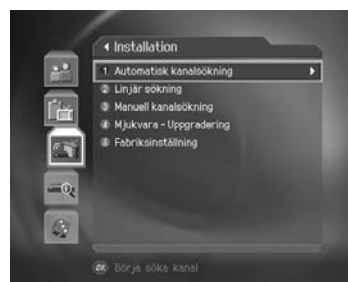 Installation
1 Automatisk kanalsökning
2 Linjär sökning
3 Manuell kanalsökning
4 Mjukvara - Uppgradering
5 Fabriksinställning
OK Börja söka kanal